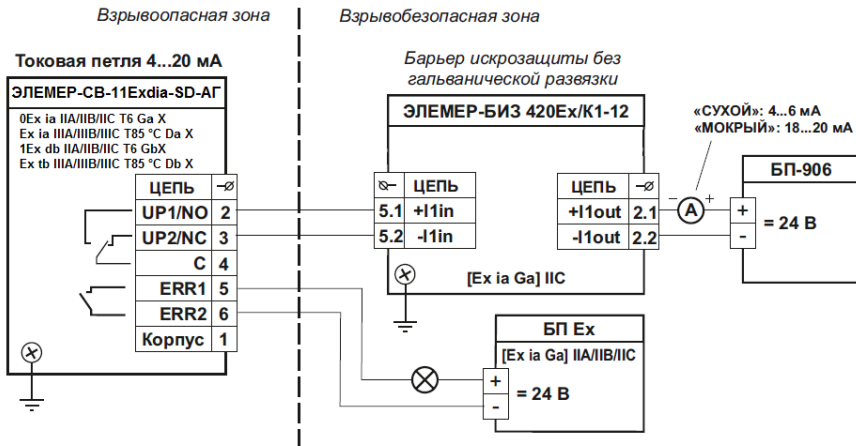 Взрывоопасная зона
Взрывобезопасная зона
Токовая петля 4...20 мА
ЭЛЕМЕР-СВ-11Exdia-SD-АГ
0Ex ia IIA/IIB/IIC T6 Ga X
Ex ia IIIA/IIIB/IIIC T85 °C Da X
1Ex db IIA/IIB/IIC T6 GbX
Ex tb IIIA/IIIB/IIIC T85 °C Db X
ЦЕПЬ
UP1/NO 2
UP2/NC 3
C 4
ERR1 5
ERR2 6
Корпус 1
Барьер искрозащиты без
гальванической развязки
ЭЛЕМЕР-БИЗ 420Ex/К1-12
ЦЕПЬ
5.1 +I1in
5.2 -I1in
ЦЕПЬ
+I1out 2.1
-I1out 2.2
[Ex ia Ga] IIC
«СУХОЙ»: 4...6 мА
«МОКРЫЙ»: 18...20 мА
− A +
БП-906
+
-
= 24 В
БП Ex
[Ex ia Ga] IIA/IIB/IIC
+
-
= 24 В